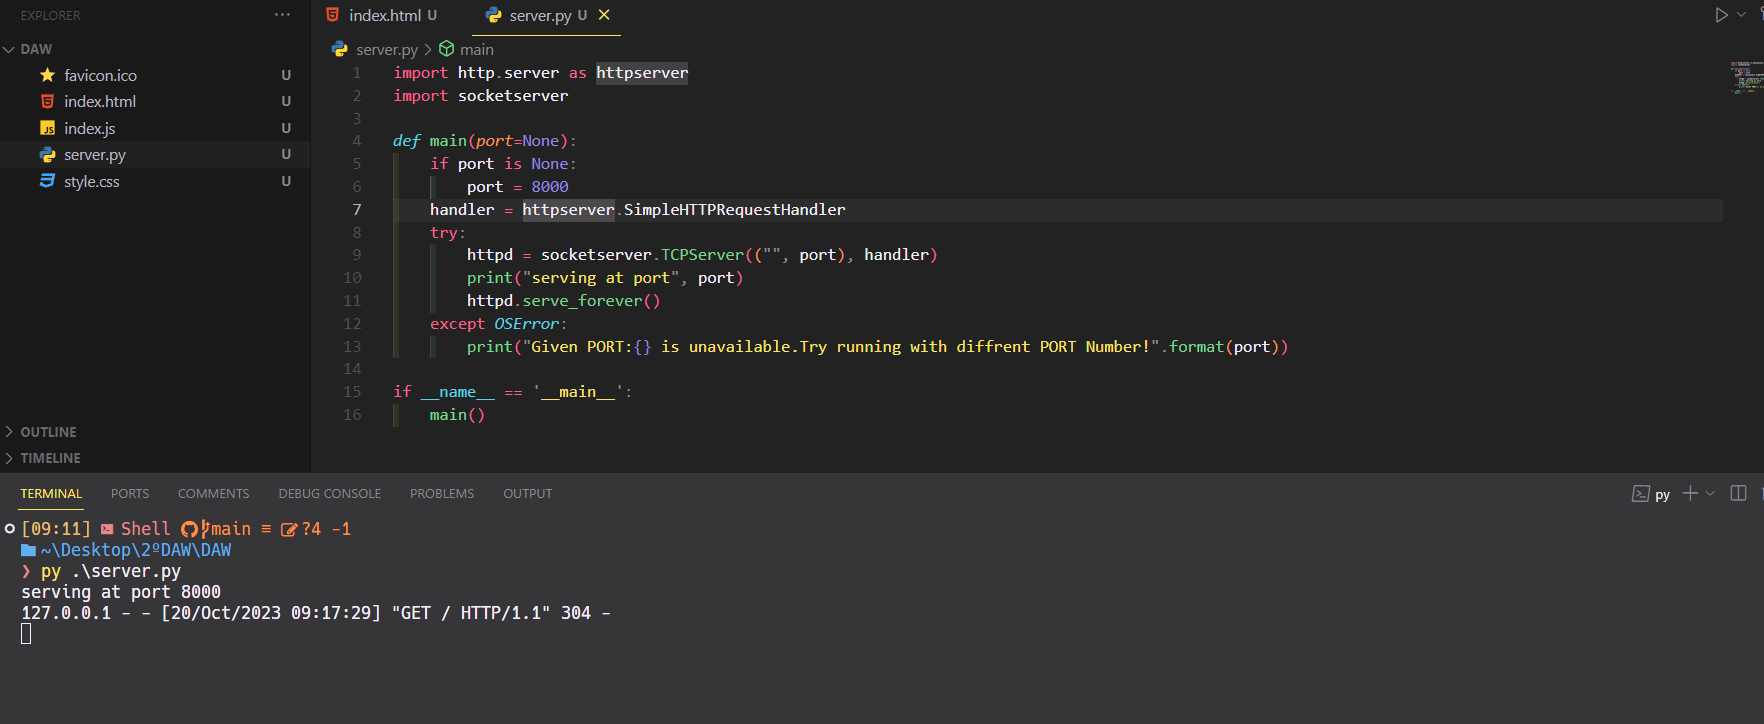 EXPLORER ···
index.html U
server.py U
DAW
favicon.ico U
index.html U
index.js U
server.py U
style.css U
OUTLINE
TIMELINE
server.py > main
1 import http.server as httpserver
2 import socketserver
3
4 def main(port=None):
5 if port is None:
6 port = 8000
7 handler = httpserver.SimpleHTTPRequestHandler
8 try:
9 httpd = socketserver.TCPServer(("", port), handler)
10 print("serving at port", port)
11 httpd.serve_forever()
12 except OSError:
13 print("Given PORT:{} is unavailable.Try running with diffrent PORT Number!".format(port))
14
15 if __name__ == '__main__':
16 main()
TERMINAL PORTS COMMENTS DEBUG CONSOLE PROBLEMS OUTPUT
py
[09:11] Shell main ≡ ?4 -1
~\Desktop\2ºDAW\DAW
❯ py .\server.py
serving at port 8000
127.0.0.1 - - [20/Oct/2023 09:17:29] "GET / HTTP/1.1" 304 -